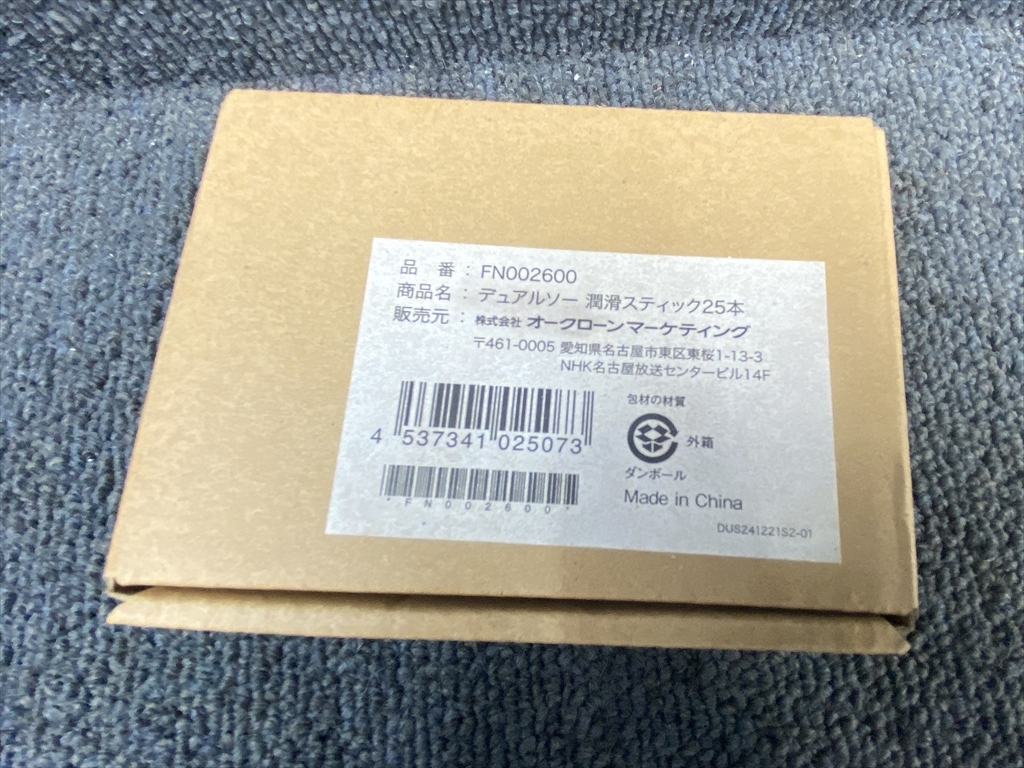 品 番 : FN002600
商品名 : デュアルソー 潤滑スティック25本
販売元 : 株式会社 オークローンマーケティング
〒461-0005 愛知県名古屋市東区東桜1-13-3
NHK名古屋放送センタービル14F
4 537341 025073
*FN002600*
包材の材質
外箱
ダンボール
Made in China
DUS241221S2-01